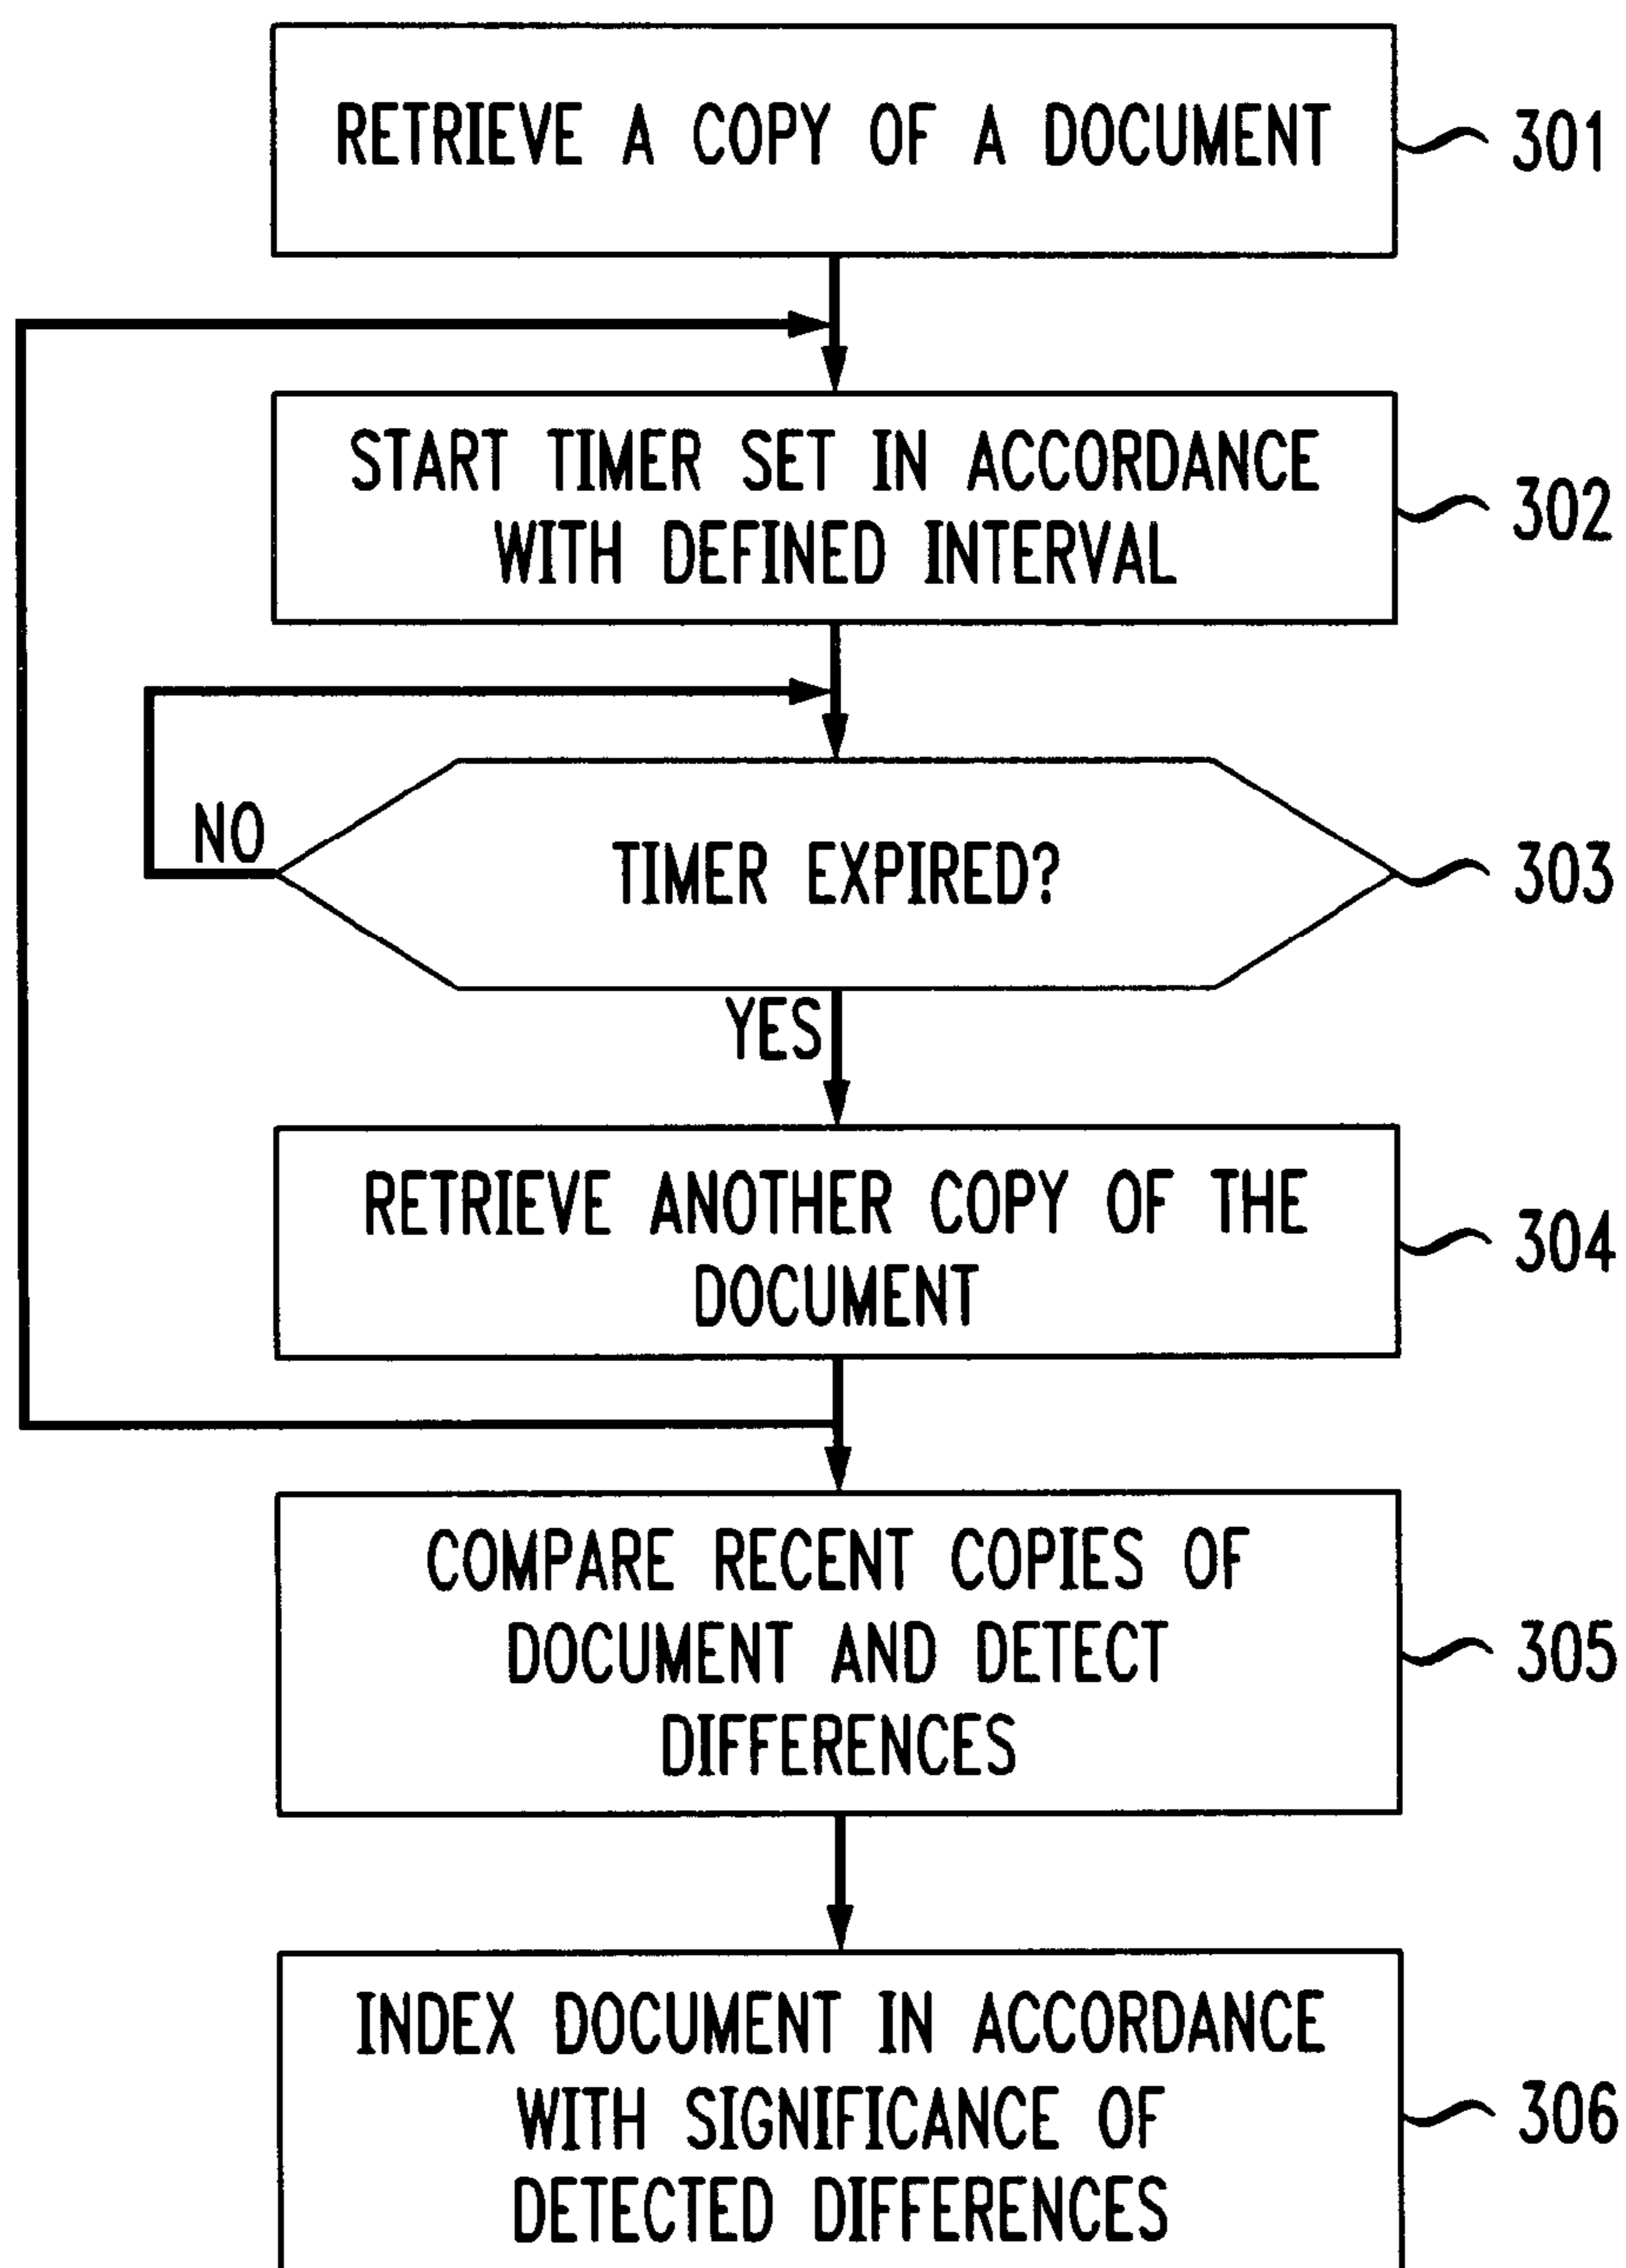 RETRIEVE A COPY OF A DOCUMENT
301
START TIMER SET IN ACCORDANCE
WITH DEFINED INTERVAL
302
NO
TIMER EXPIRED?
303
YES
RETRIEVE ANOTHER COPY OF THE
DOCUMENT
304
COMPARE RECENT COPIES OF
DOCUMENT AND DETECT
DIFFERENCES
305
INDEX DOCUMENT IN ACCORDANCE
WITH SIGNIFICANCE OF
DETECTED DIFFERENCES
306